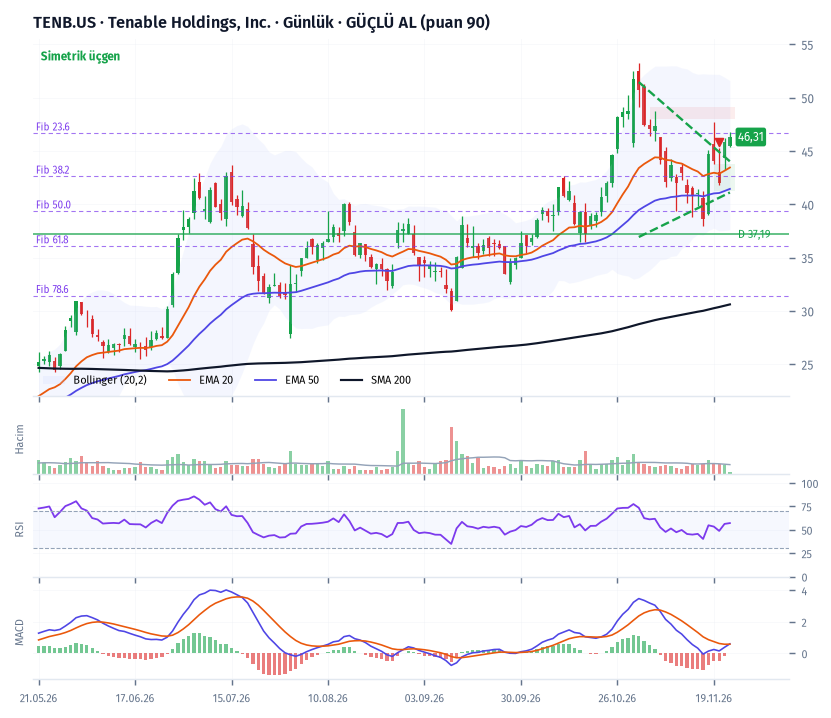 TENB.US · Tenable Holdings, Inc. · Günlük · GÜÇLÜ AL (puan 90)
Simetrik üçgen
55
50
45
40
35
30
25
Fib 23.6
Fib 38.2
Fib 50.0
Fib 61.8
Fib 78.6
46,31
D 37,19
Bollinger (20,2) EMA 20 EMA 50 SMA 200
Hacim
RSI
100
75
50
25
0
MACD
4
2
0
21.05.26 17.06.26 15.07.26 10.08.26 03.09.26 30.09.26 26.10.26 19.11.26